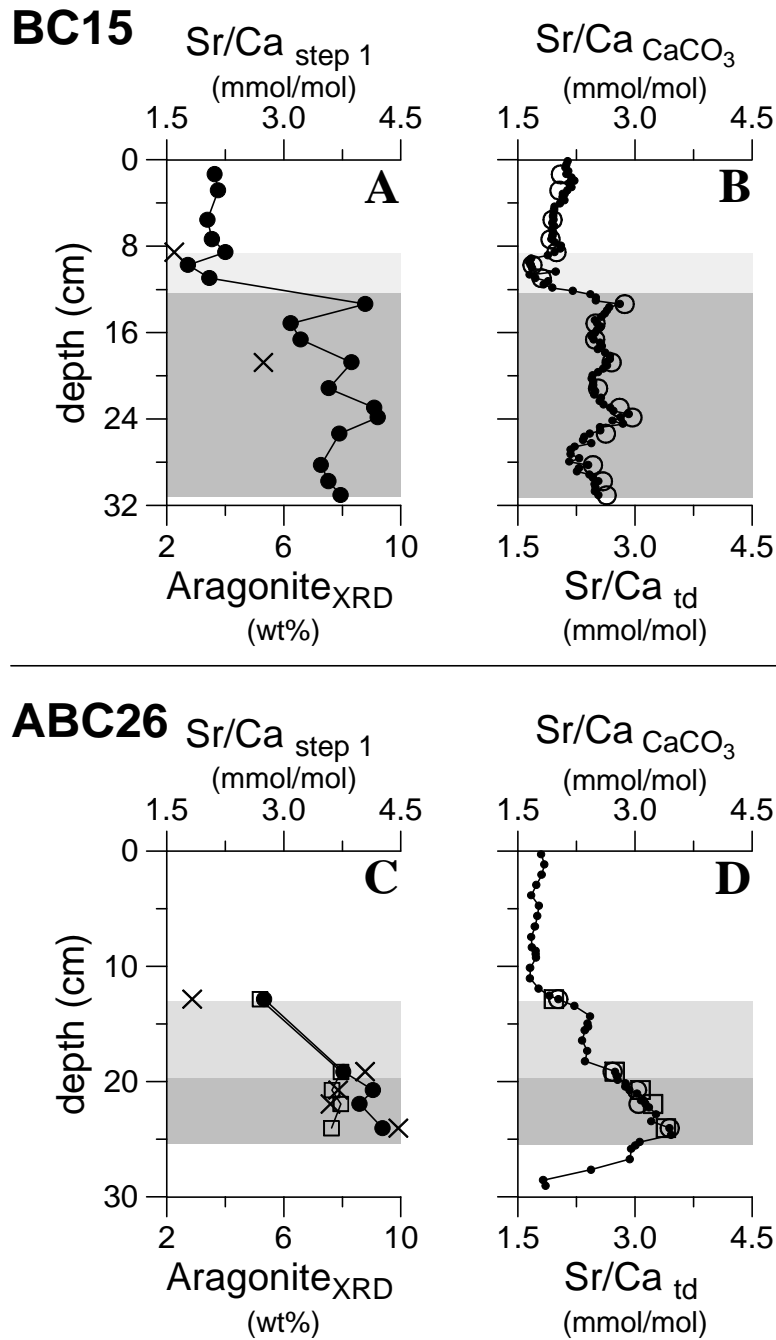 BC15
Sr/Ca step 1
(mmol/mol)
1.5 3.0 4.5
Sr/Ca CaCO3
(mmol/mol)
1.5 3.0 4.5
depth (cm)
0
8
16
24
32
A
B
2 6 10
AragoniteXRD
(wt%)
1.5 3.0 4.5
Sr/Ca td
(mmol/mol)
ABC26
Sr/Ca step 1
(mmol/mol)
1.5 3.0 4.5
Sr/Ca CaCO3
(mmol/mol)
1.5 3.0 4.5
depth (cm)
0
10
20
30
C
D
2 6 10
AragoniteXRD
(wt%)
1.5 3.0 4.5
Sr/Ca td
(mmol/mol)